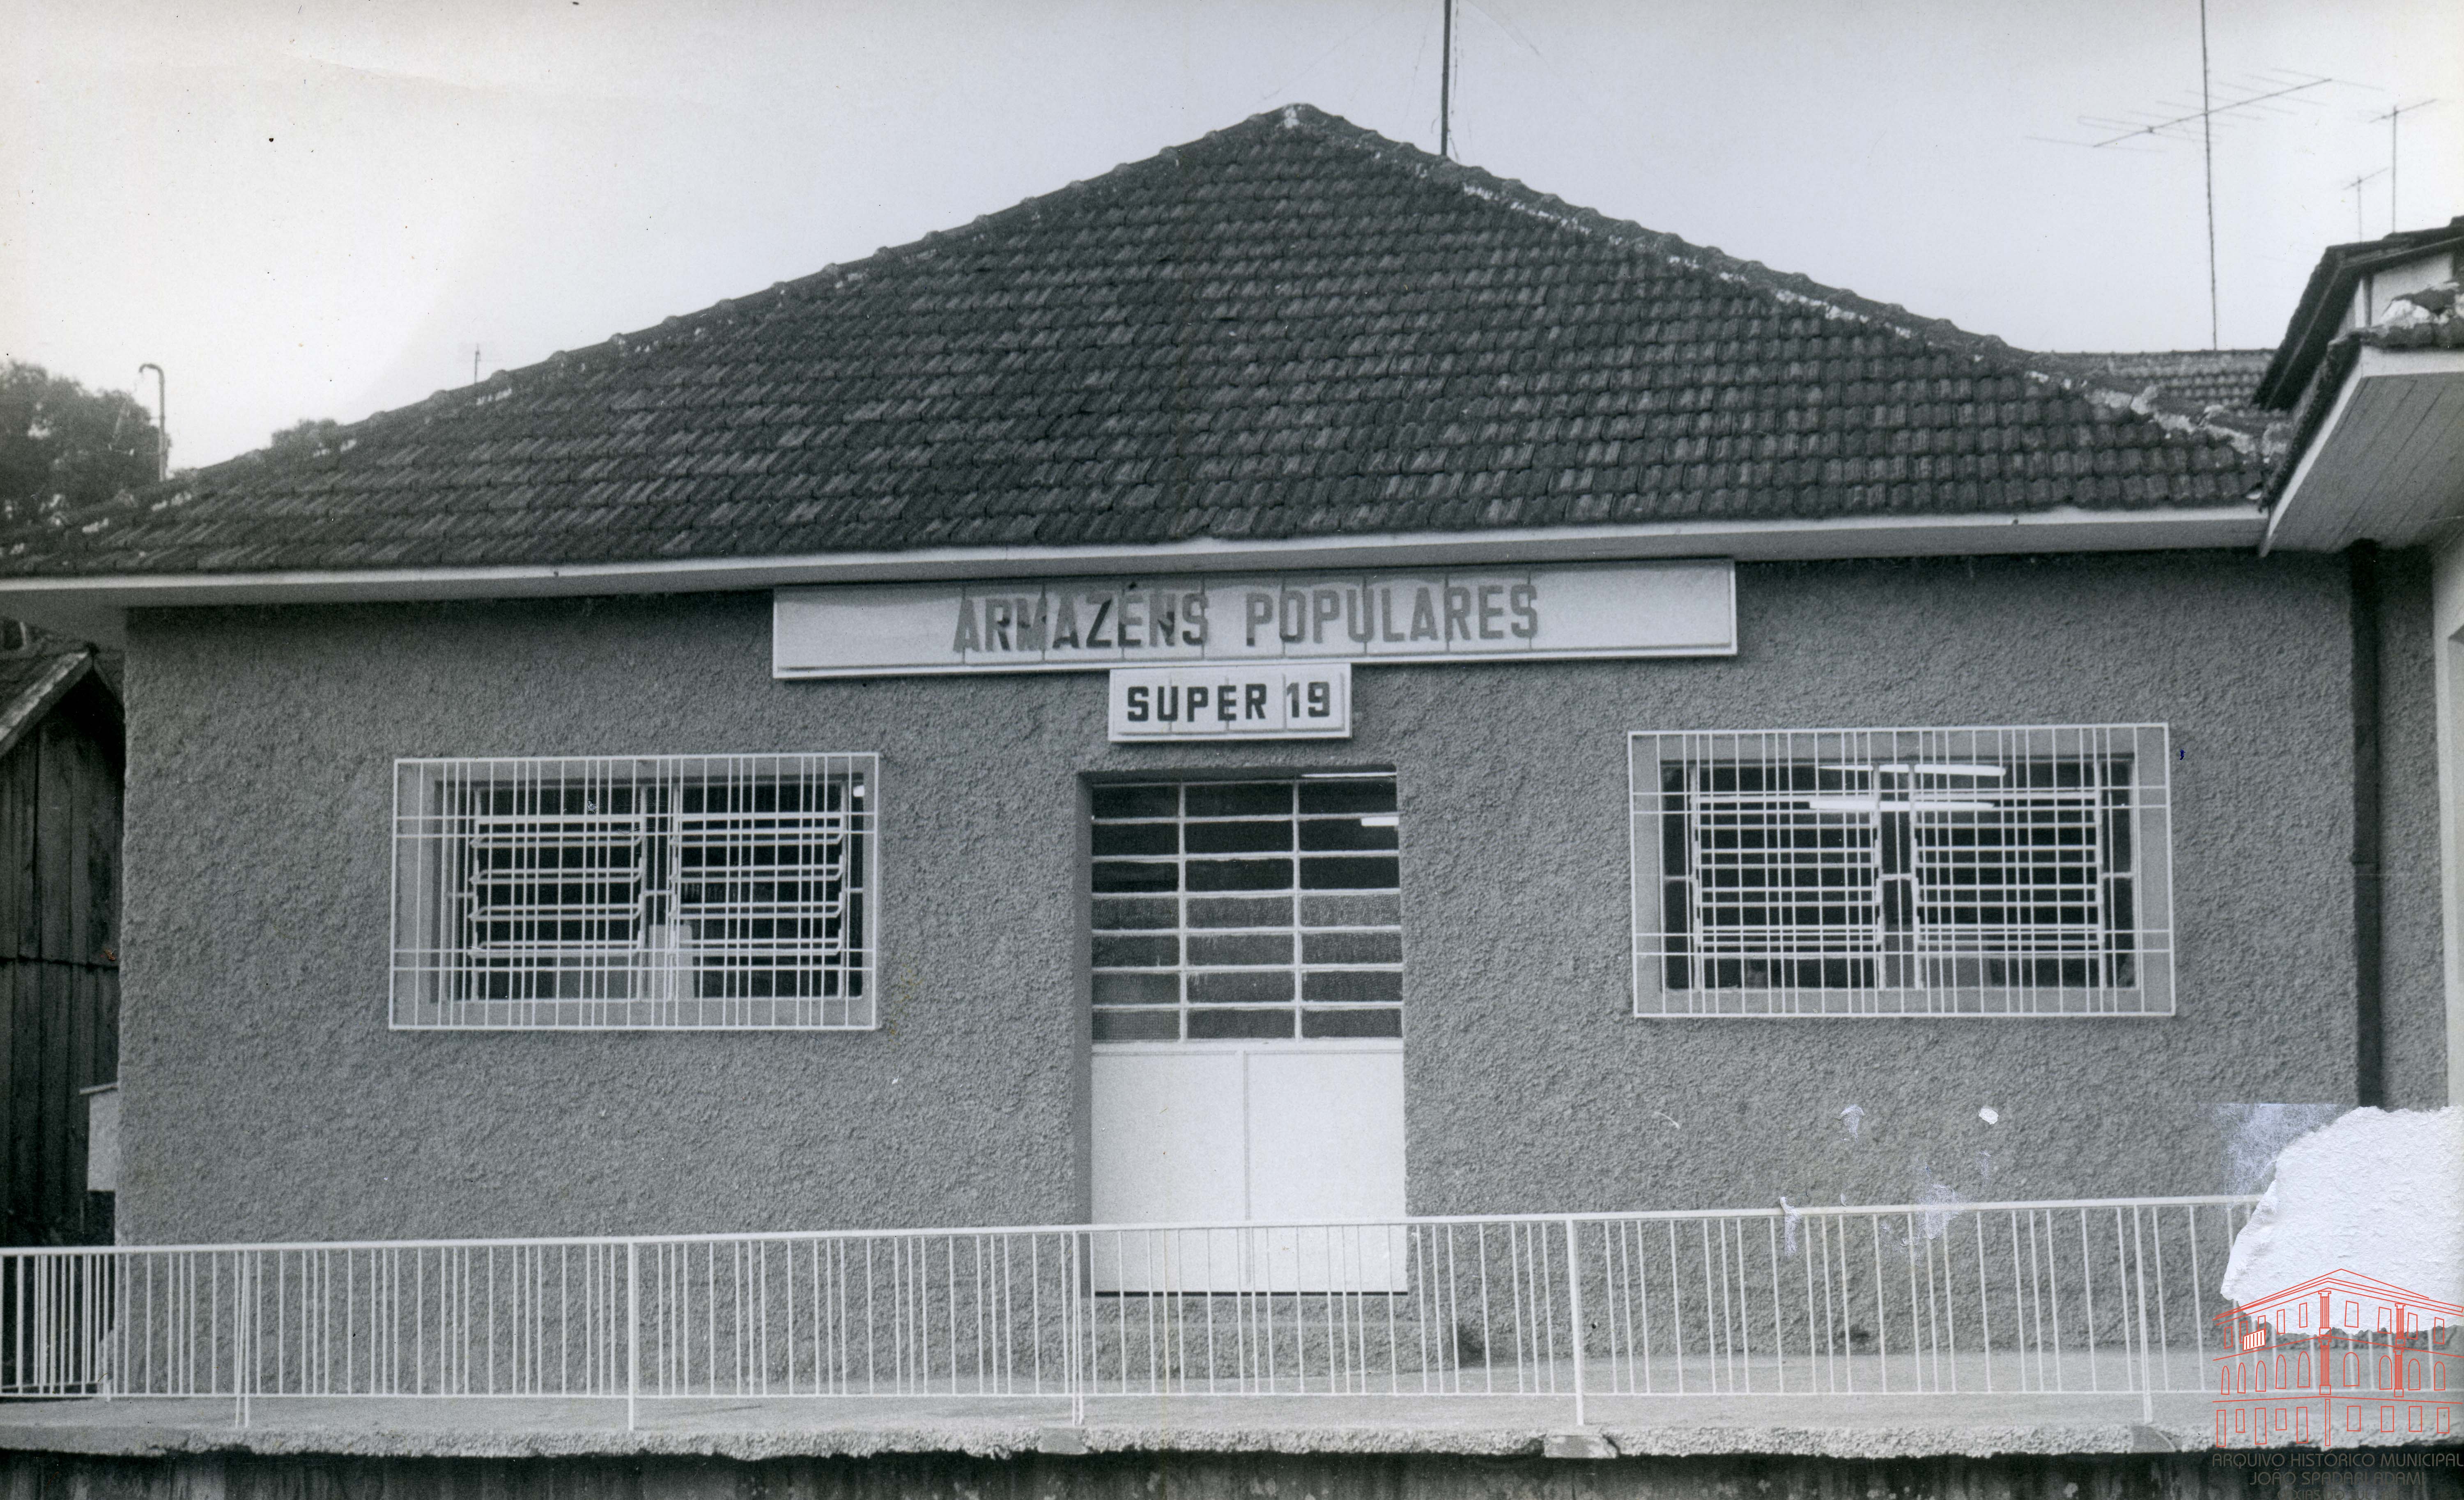 ARMAZÉNS POPULARES
SUPER 19
ARQUIVO HISTÓRICO MUNICIPAL
JOÃO SPADARI ADAMI